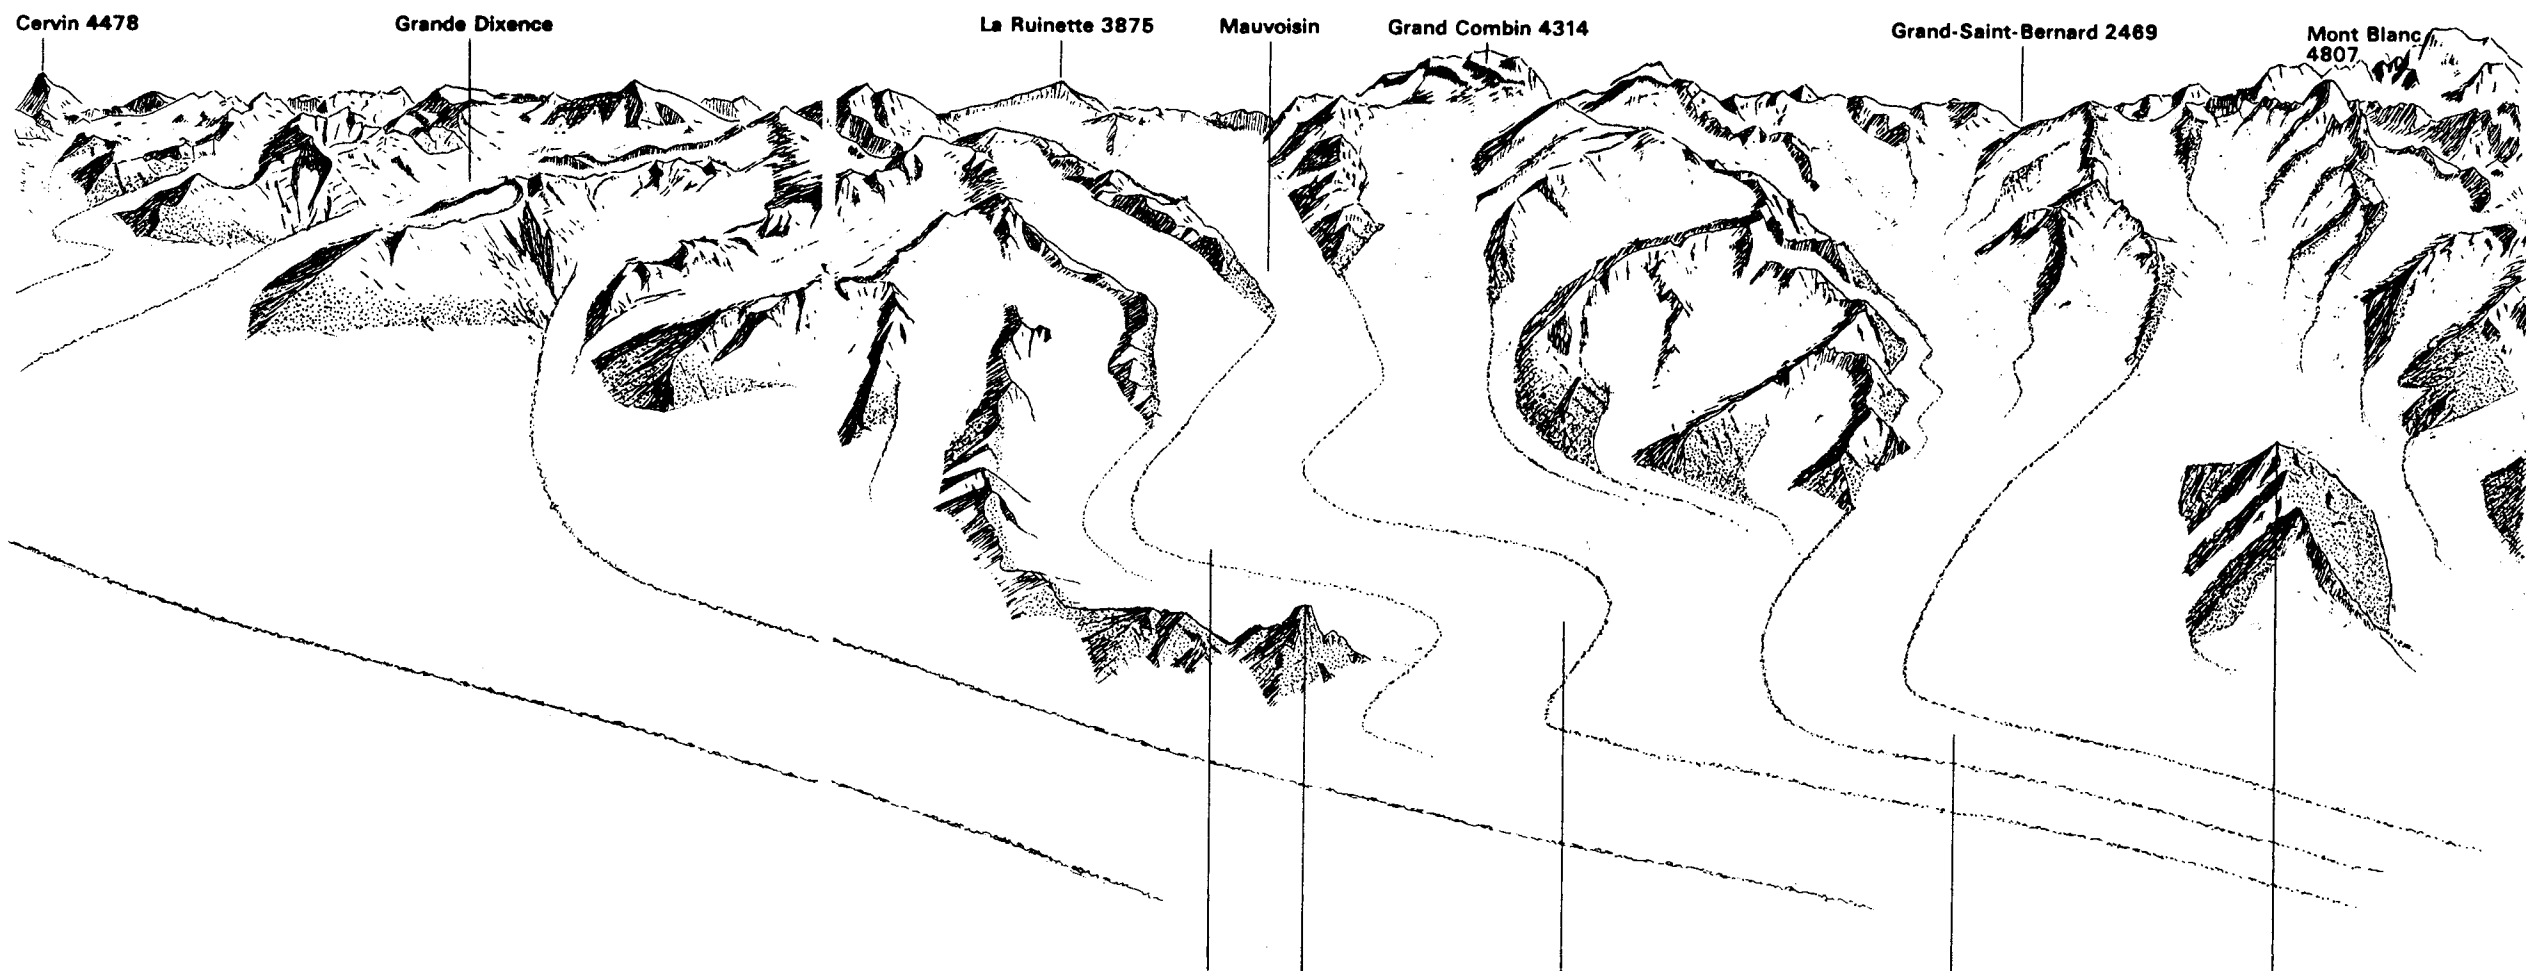 Cervin 4478
Grande Dixence
La Ruinette 3875
Mauvoisin
Grand Combin 4314
Grand-Saint-Bernard 2469
Mont Blanc
4807